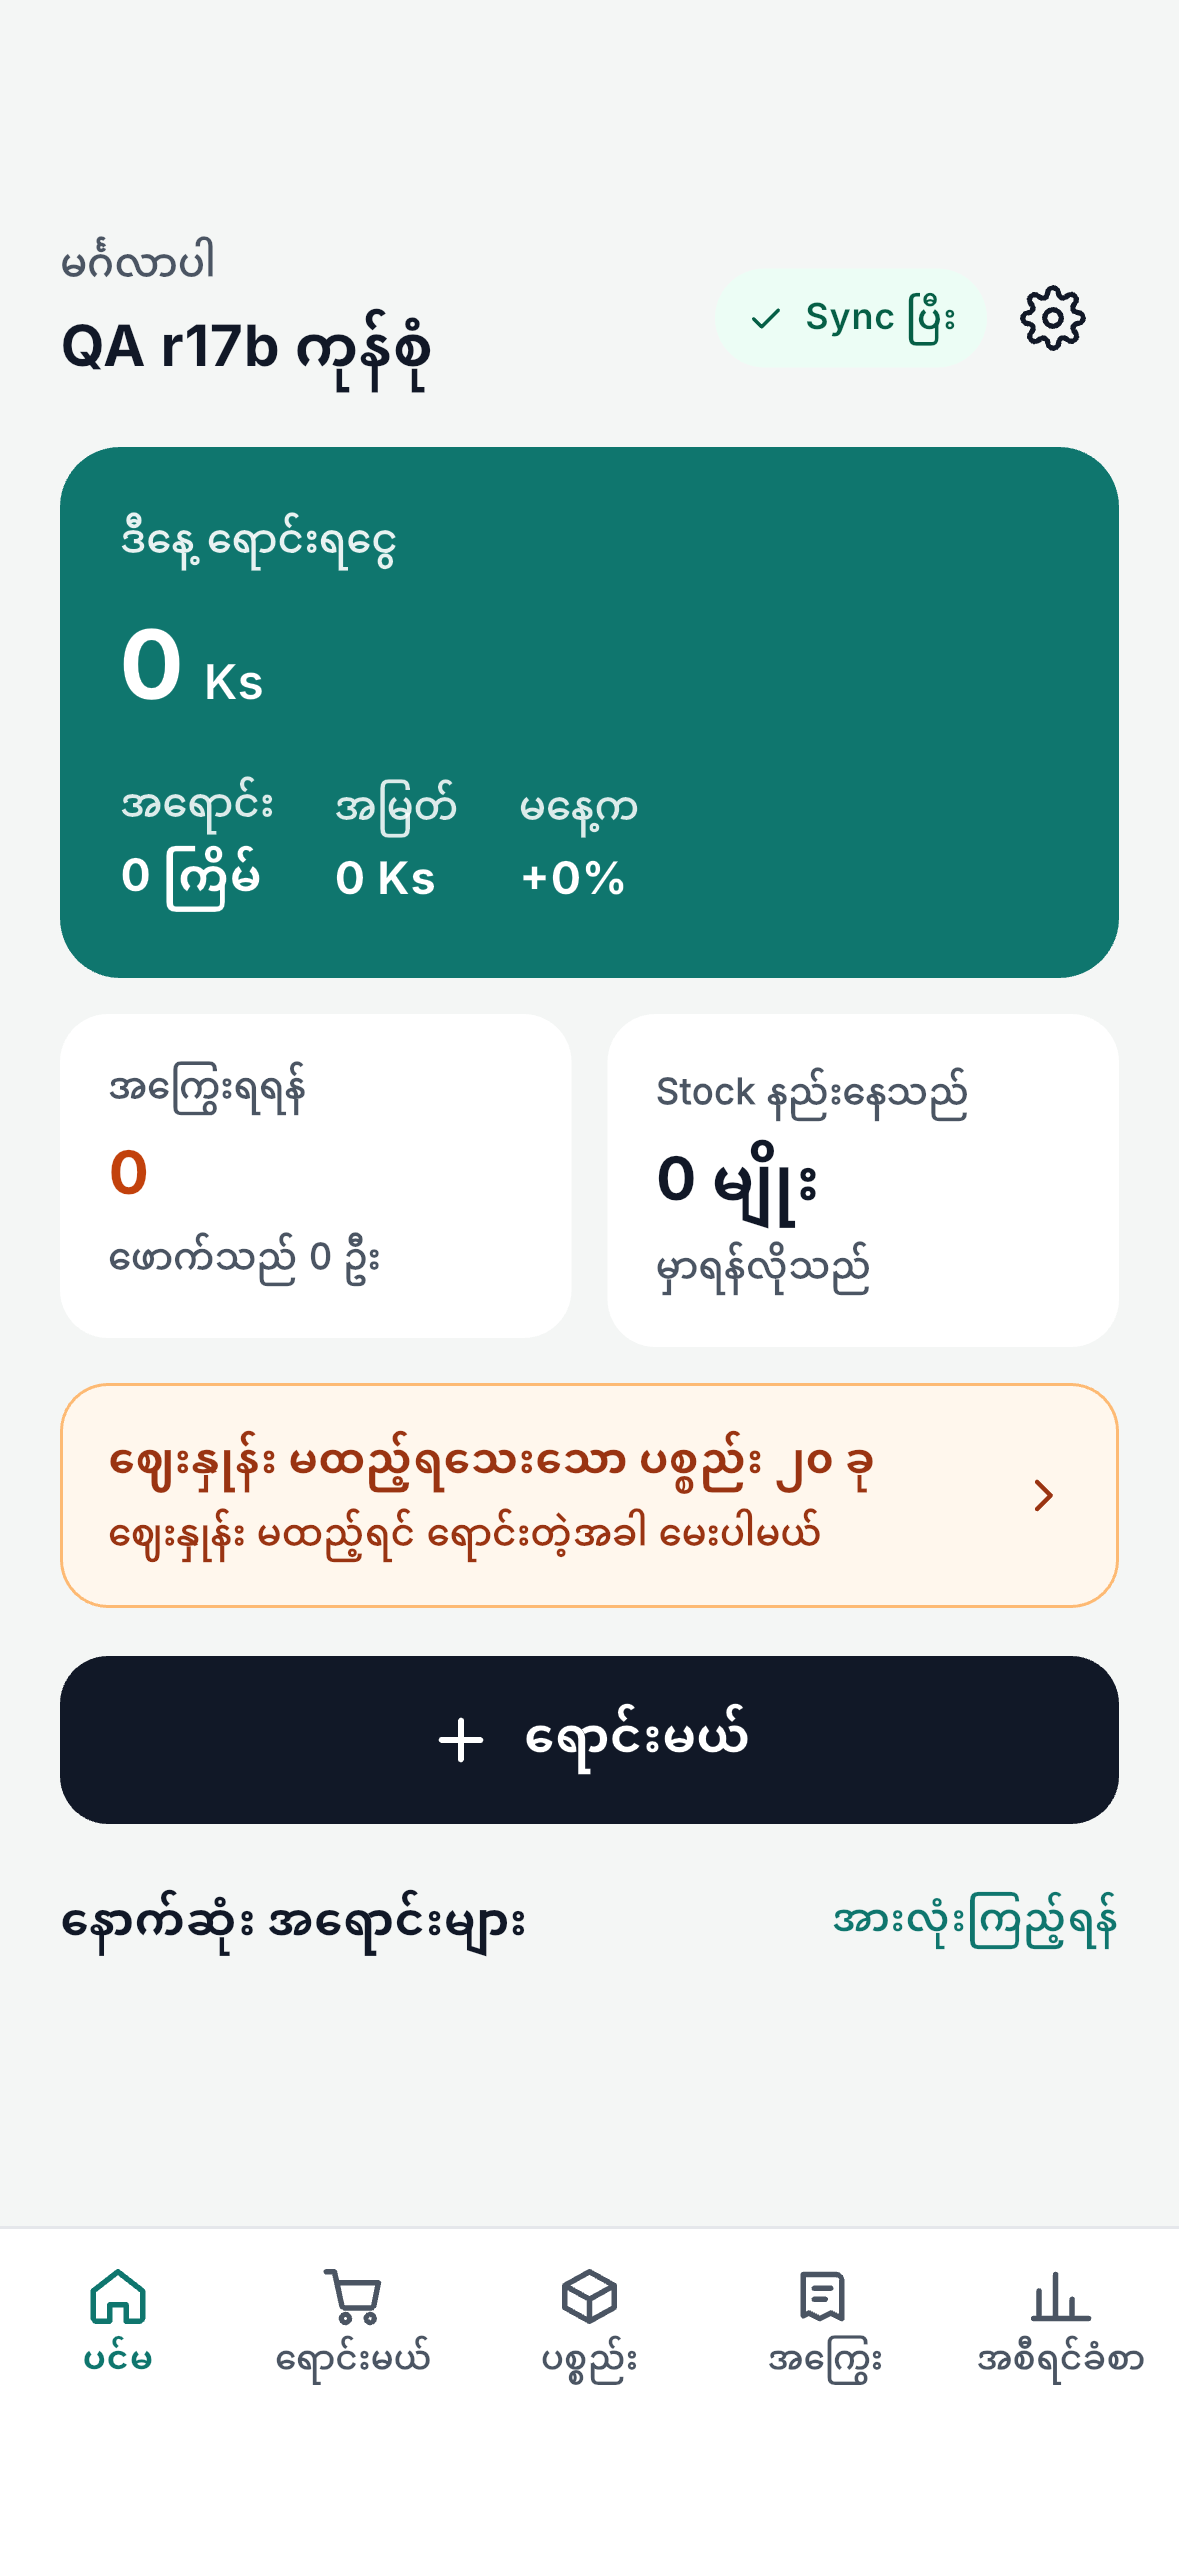 မင်္ဂလာပါ
QA r17b ကုန်စုံ
Sync ပြီး
ဒီနေ့ ရောင်းရငွေ
0 Ks
အရောင်း အမြတ် မနေ့က
0 ကြိမ် 0 Ks +0%
အကြွေးရရန်
0
ဖောက်သည် 0 ဦး
Stock နည်းနေသည်
0 မျိုး
မှာရန်လိုသည်
ဈေးနှုန်း မထည့်ရသေးသော ပစ္စည်း ၂၀ ခု
ဈေးနှုန်း မထည့်ရင် ရောင်းတဲ့အခါ မေးပါမယ်
ရောင်းမယ်
နောက်ဆုံး အရောင်းများ
အားလုံးကြည့်ရန်
ပင်မ ရောင်းမယ် ပစ္စည်း အကြွေး အစီရင်ခံစာ